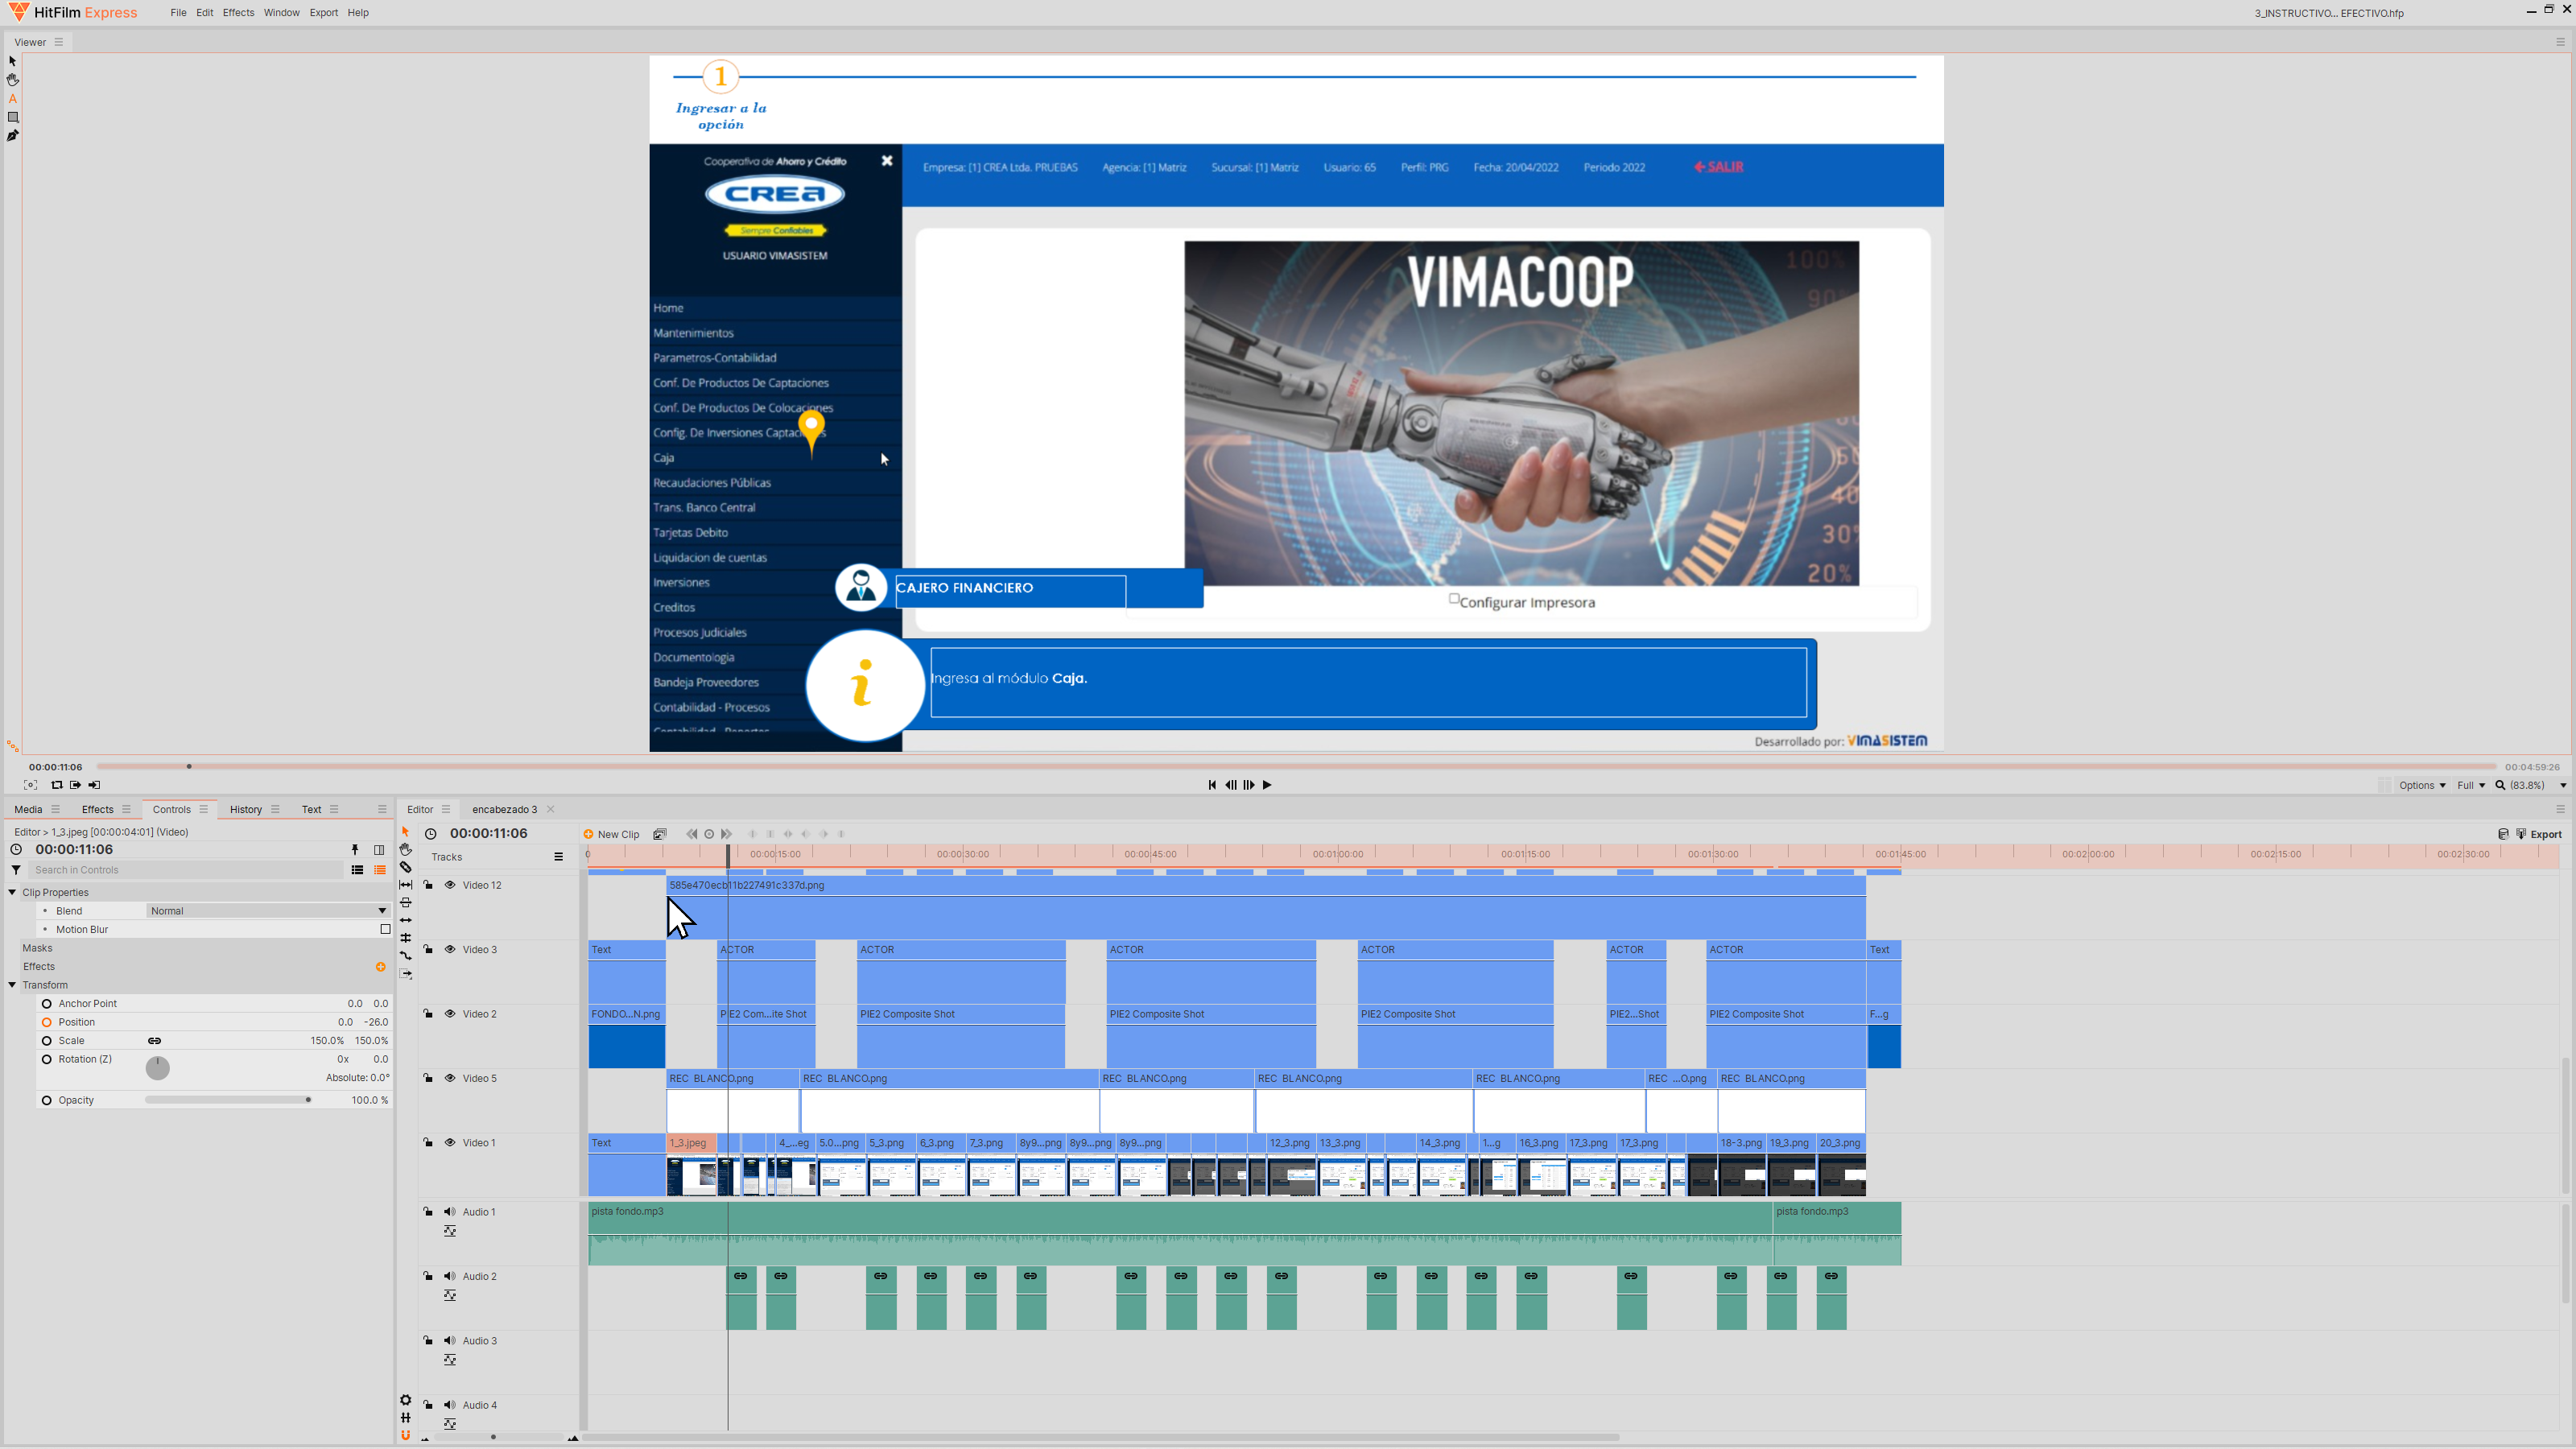 HitFilm Express File Edit Effects Window Export Help 3_INSTRUCTIVO... EFECTIVO.hfp
Viewer
1
Ingresar a la
opción
Cooperativa de Ahorro y Crédito
CREA
Siempre Confiables
USUARIO VIMASISTEM
Empresa: [1] CREA Ltda. PRUEBAS Agencia: [1] Matriz Sucursal: [1] Matriz Usuario: 65 Perfil: PRG Fecha: 20/04/2022 Periodo 2022 SALIR
Home
Mantenimientos
Parametros-Contabilidad
Conf. De Productos De Captaciones
Conf. De Productos De Colocaciones
Config. De Inversiones
Caja
Recaudaciones Públicas
Trans. Banco Central
Tarjetas Debito
Liquidacion de cuentas
Inversiones
Creditos
Procesos Judiciales
Documentologia
Bandeja Proveedores
Contabilidad - Procesos
VIMACOOP
100%
90
40
30
20%
CAJERO FINANCIERO
Configurar Impresora
i
Ingresa al módulo Caja.
Desarrollado por: VIMASISTEM
00:00:11:06 00:04:59:26
Options Full (83.8%)
Media Effects Controls History Text
Editor > 1_3.jpeg [00:00:04:01] (Video)
00:00:11:06
Search in Controls
Clip Properties
Blend Normal
Motion Blur
Masks
Effects
Transform
Anchor Point 0.0 0.0
Position 0.0 -26.0
Scale 150.0% 150.0%
Rotation (Z) 0x 0.0
Absolute: 0.0°
Opacity 100.0 %
Editor encabezado 3
00:00:11:06 New Clip Export
Tracks 0 00:00:15:00 00:00:30:00 00:00:45:00 00:01:00:00 00:01:15:00 00:01:30:00 00:01:45:00 00:02:00:00 00:02:15:00 00:02:30:00
Video 12 585e470ecb11b227491c337d.png
Video 3 Text ACTOR ACTOR ACTOR ACTOR ACTOR ACTOR Text
Video 2 FONDO...N.png PIE2 Com...ite Shot PIE2 Composite Shot PIE2 Composite Shot PIE2 Composite Shot PIE2...Shot PIE2 Composite Shot F...g
Video 5 REC BLANCO.png REC BLANCO.png REC BLANCO.png REC BLANCO.png REC BLANCO.png REC ...O.png REC BLANCO.png
Video 1 Text 1_3.jpeg 4_...eg 5.0...png 5_3.png 6_3.png 7_3.png 8y9...png 8y9...png 8y9...png 12_3.png 13_3.png 14_3.png 1...g 16_3.png 17_3.png 17_3.png 18-3.png 19_3.png 20_3.png
Audio 1 pista fondo.mp3 pista fondo.mp3
Audio 2
Audio 3
Audio 4